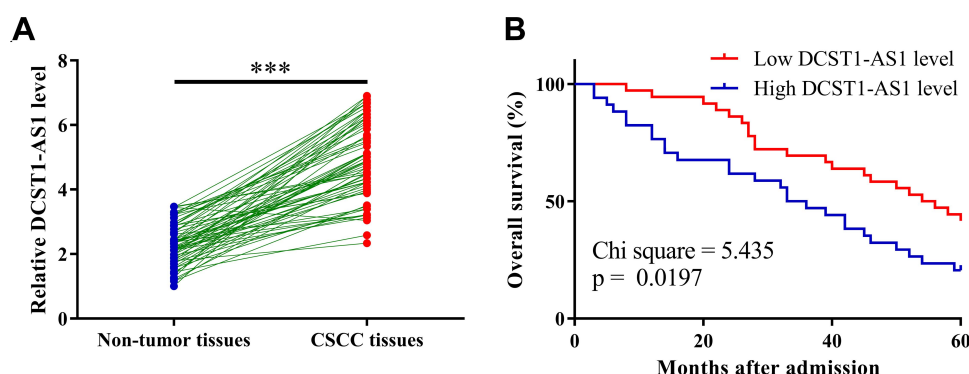 A
Relative DCST1-AS1 level
8
6
4
2
0
***
Non-tumor tissues
CSCC tissues
B
Low DCST1-AS1 level
High DCST1-AS1 level
Overall survival (%)
100
50
0
Chi square = 5.435
p = 0.0197
0
20
40
60
Months after admission